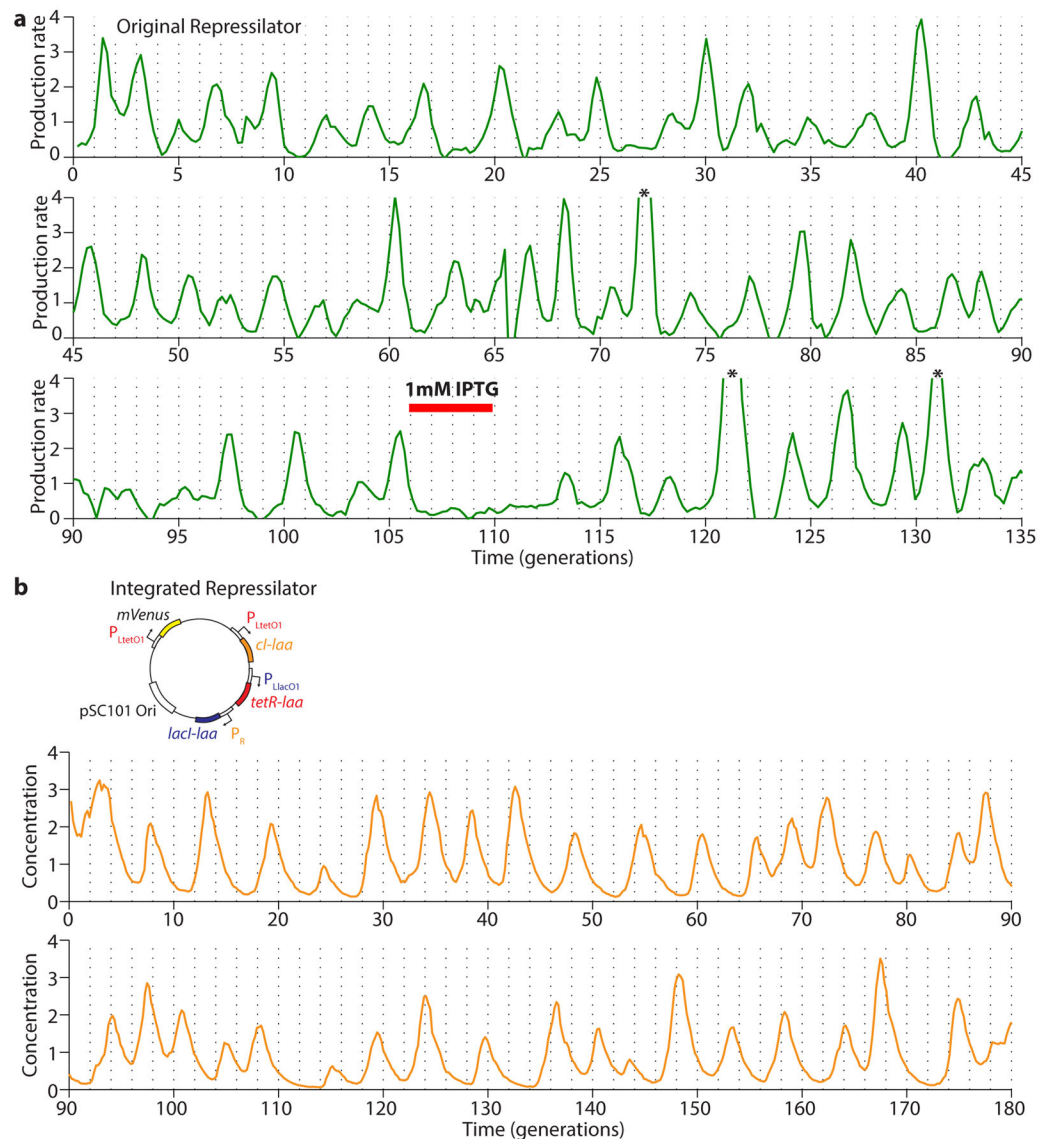 a
Original Repressilator
Production rate
4
3
2
1
0
0 5 10 15 20 25 30 35 40 45
Production rate
4
3
2
1
0
*
45 50 55 60 65 70 75 80 85 90
Production rate
4
3
2
1
0
1mM IPTG
* *
90 95 100 105 110 115 120 125 130 135
Time (generations)
b
Integrated Repressilator
mVenus
PLtetO1
PLtetO1
cI-laa
PLlacO1
tetR-laa
PR
lacI-laa
pSC101 Ori
Concentration
4
3
2
1
0
0 10 20 30 40 50 60 70 80 90
Concentration
4
3
2
1
0
90 100 110 120 130 140 150 160 170 180
Time (generations)